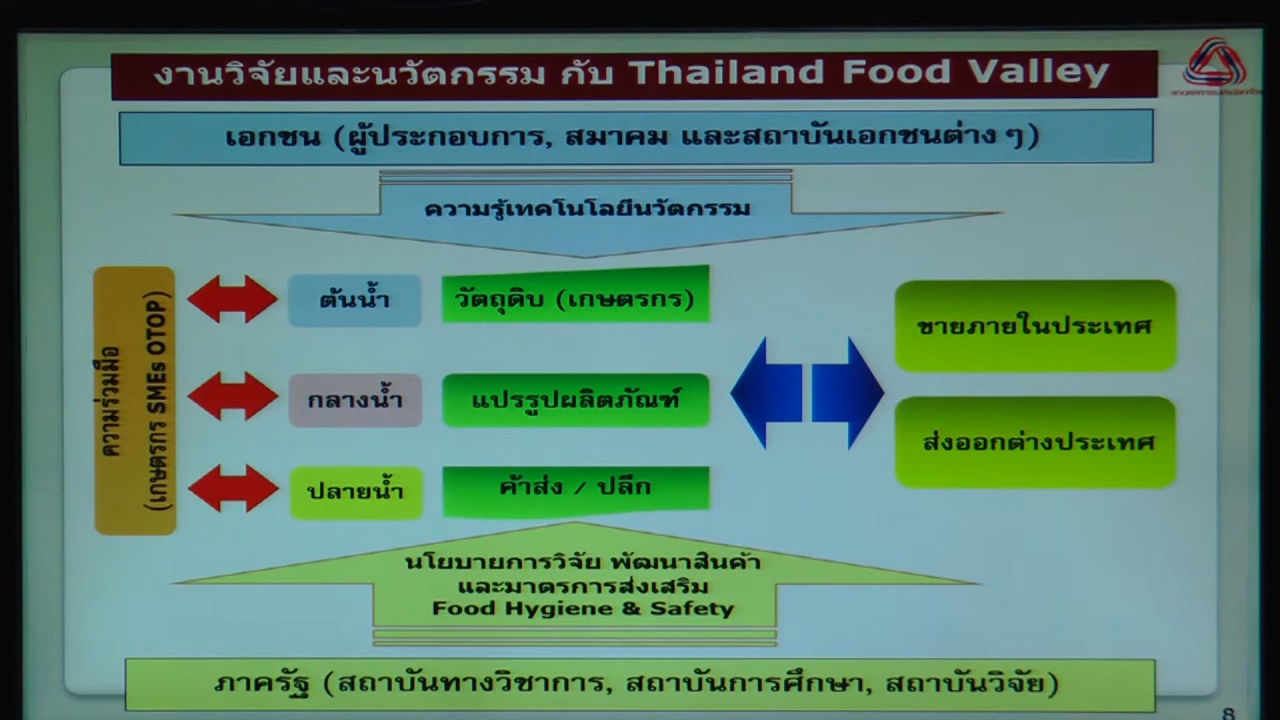 งานวิจัยและนวัตกรรม กับ Thailand Food Valley
เอกชน (ผู้ประกอบการ, สมาคม และสถาบันเอกชนต่าง ๆ)
ความรู้เทคโนโลยีนวัตกรรม
ความร่วมมือ
(เกษตรกร SMEs OTOP)
ต้นน้ำ
วัตถุดิบ (เกษตรกร)
กลางน้ำ
แปรรูปผลิตภัณฑ์
ปลายน้ำ
ค้าส่ง / ปลีก
ขายภายในประเทศ
ส่งออกต่างประเทศ
นโยบายการวิจัย พัฒนาสินค้า
และมาตรการส่งเสริม
Food Hygiene & Safety
ภาครัฐ (สถาบันทางวิชาการ, สถาบันการศึกษา, สถาบันวิจัย)
8